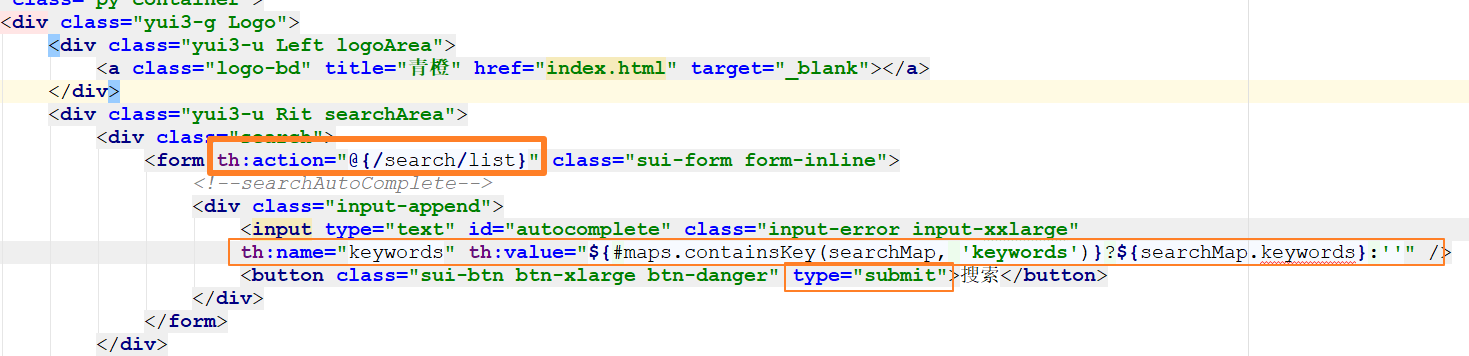 class="py-container">
<div class="yui3-g Logo">
<div class="yui3-u Left logoArea">
<a class="logo-bd" title="青橙" href="index.html" target="_blank"></a>
</div>
<div class="yui3-u Rit searchArea">
<div class="search">
<form th:action="@{/search/list}" class="sui-form form-inline">
<!--searchAutoComplete-->
<div class="input-append">
<input type="text" id="autocomplete" class="input-error input-xxlarge"
th:name="keywords" th:value="${#maps.containsKey(searchMap, 'keywords')}?${searchMap.keywords}:''" />
<button class="sui-btn btn-xlarge btn-danger" type="submit">搜索</button>
</div>
</form>
</div>